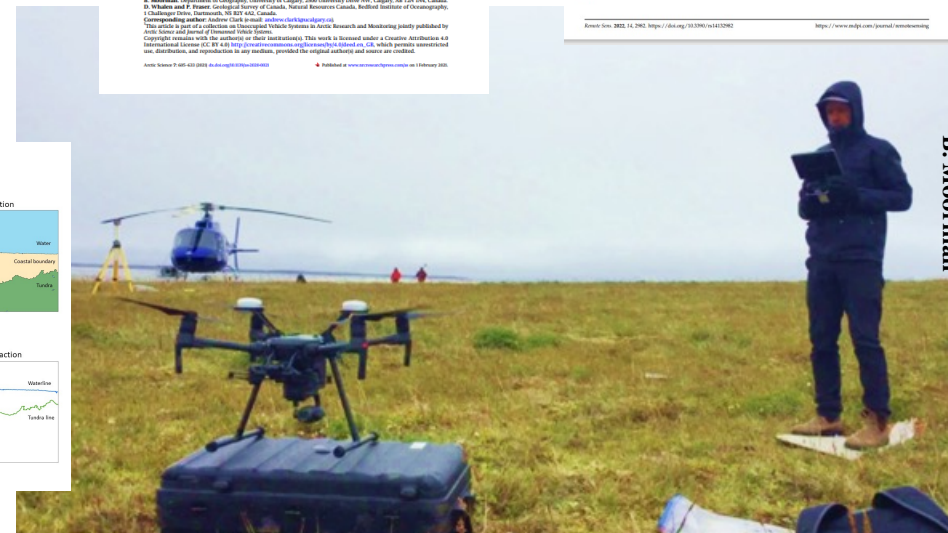 D. Whalen and P. Fraser. Geological Survey of Canada, Natural Resources Canada, Bedford Institute of Oceanography,
1 Challenger Drive, Dartmouth, NS B2Y 4A2, Canada.
Corresponding author: Andrew Clark (e-mail: andrew.clark1@ucalgary.ca).
This paper is part of a collection on Unoccupied Vehicle Systems in Arctic Research and Monitoring jointly published by
Arctic Science and Journal of Unmanned Vehicle Systems.
Copyright remains with the author(s) or their institution(s). This work is licensed under a Creative Attribution 4.0
International License (CC BY 4.0) http://creativecommons.org/licenses/by/4.0/deed.en_GB, which permits unrestricted
use, distribution, and reproduction in any medium, provided the original author(s) and source are credited.
Published at www.nrcresearchpress.com/as on 1 February 2021.
Remote Sens. 2022, 14, 2982. https://doi.org/10.3390/rs14132982
https://www.mdpi.com/journal/remotesensing
tion
Water
Coastal boundary
Tundra
action
Waterline
Tundra line
B. Moorman